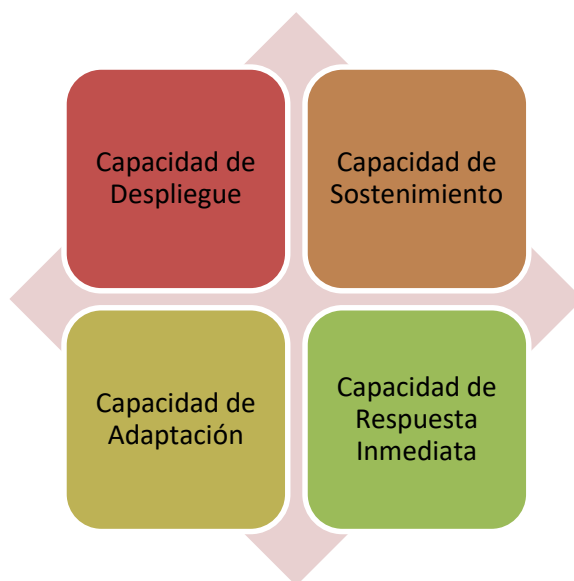 Capacidad de
Despliegue
Capacidad de
Sostenimiento
Capacidad de
Adaptación
Capacidad de
Respuesta
Inmediata